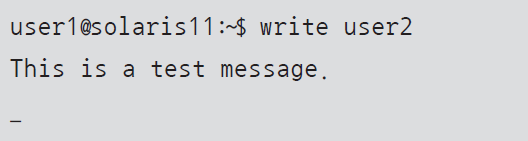 user1@solaris11:~$ write user2
This is a test message.
_